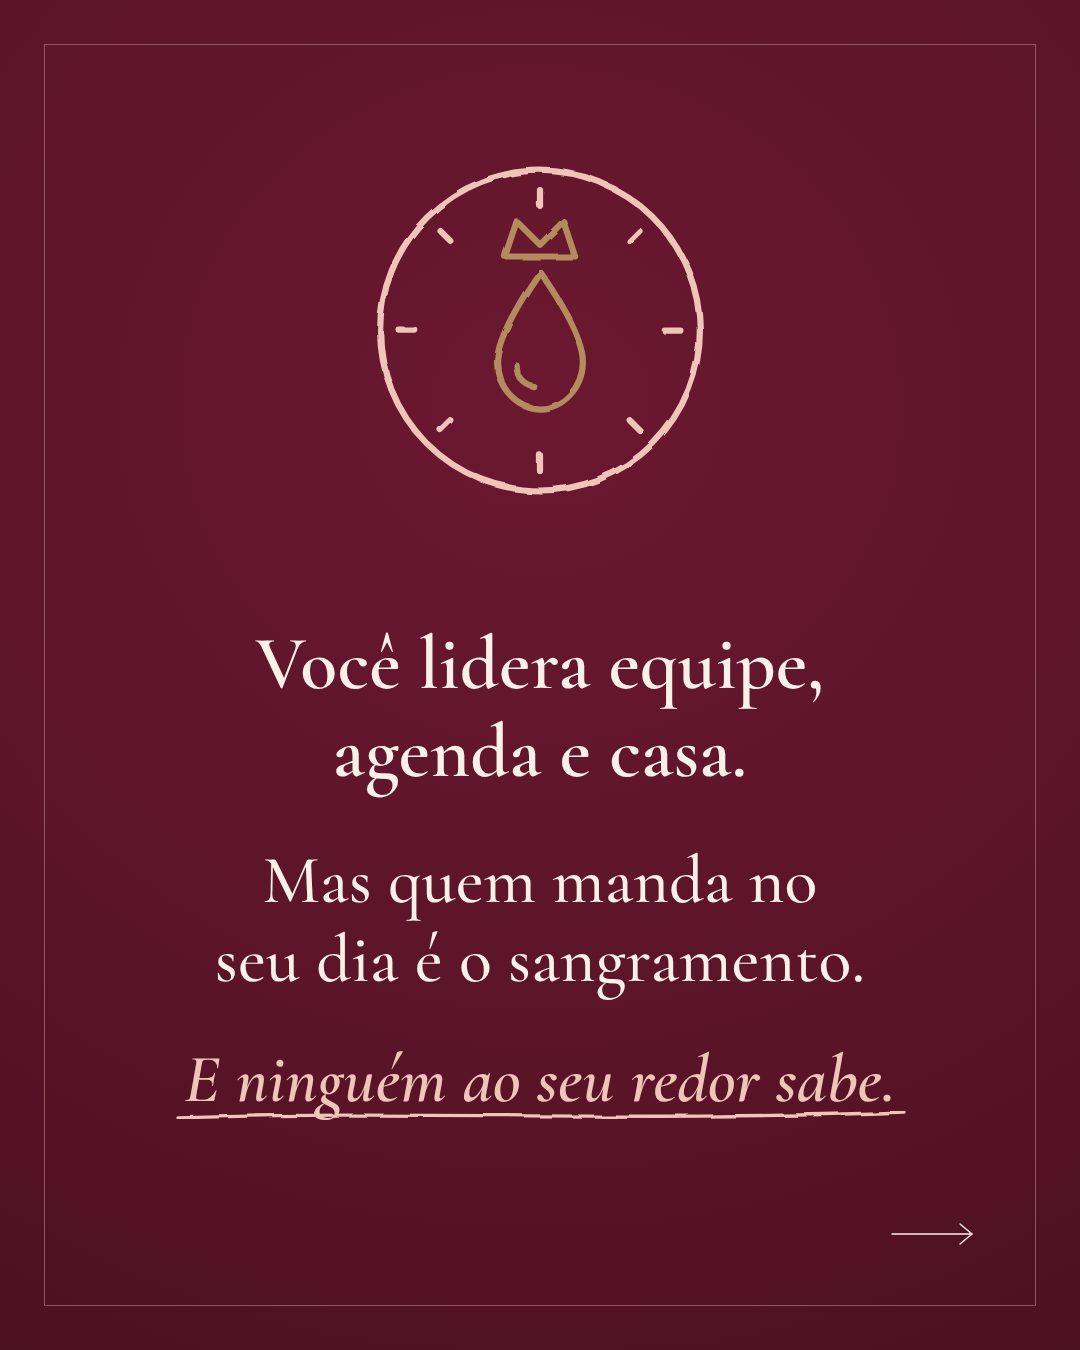 Você lidera equipe,
agenda e casa.
Mas quem manda no
seu dia é o sangramento.
E ninguém ao seu redor sabe.